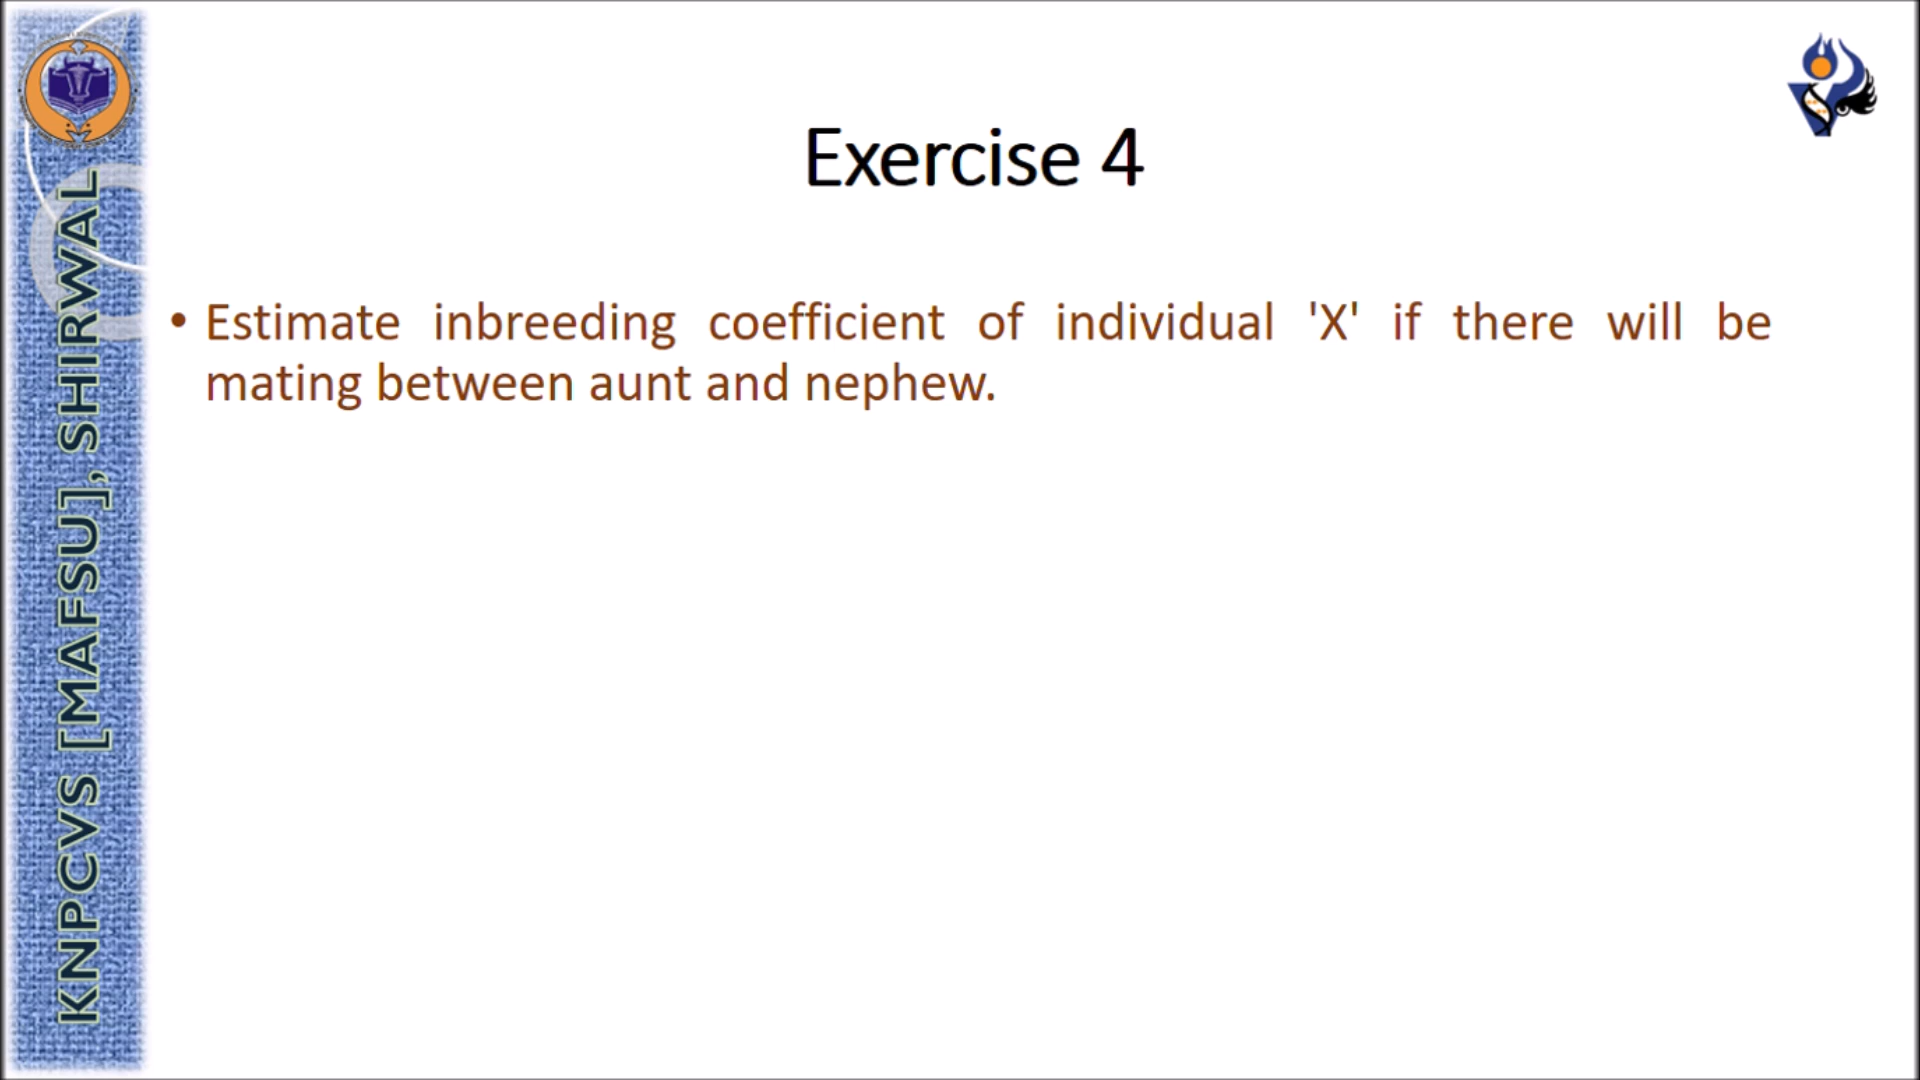 Exercise 4
• Estimate inbreeding coefficient of individual 'X' if there will be
mating between aunt and nephew.
KNPCVS [MAFSU], SHIRWAL